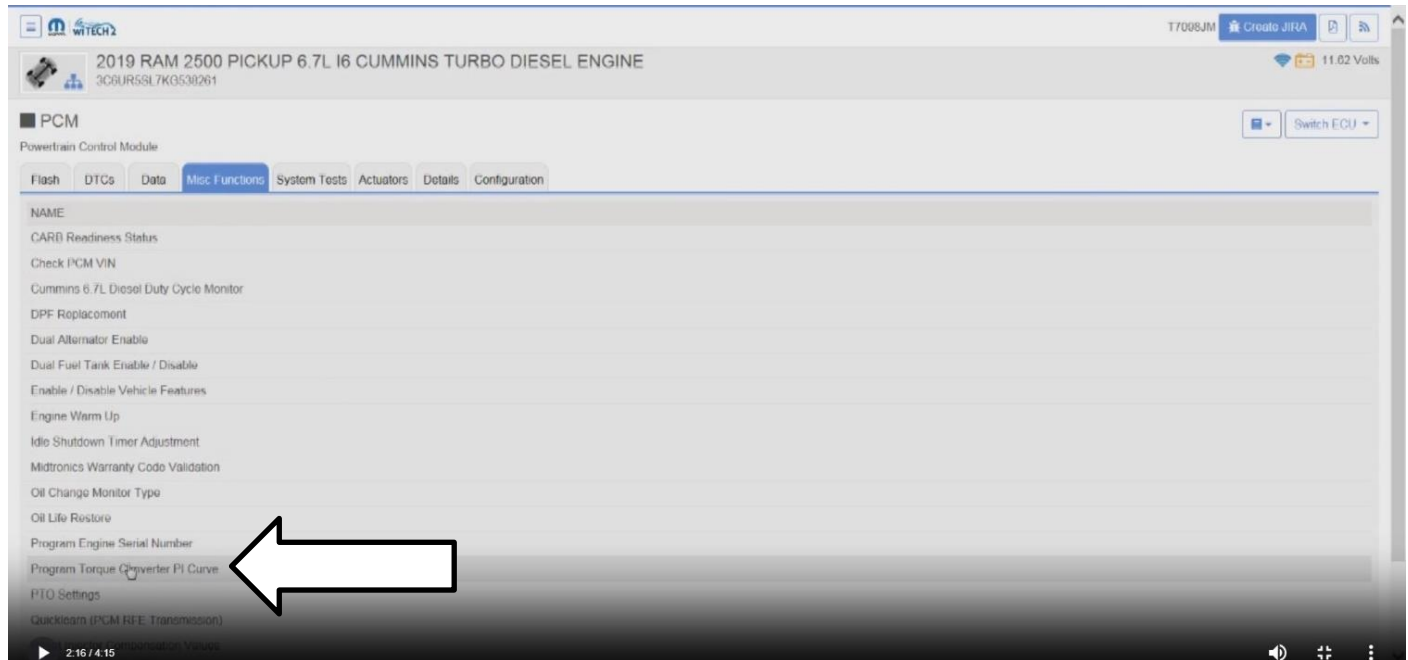 wiTECH2
T7098JM Create JIRA
2019 RAM 2500 PICKUP 6.7L I6 CUMMINS TURBO DIESEL ENGINE
11.02 Volts
3C6UR5SL7KG538261
PCM
Switch ECU
Powertrain Control Module
Flash DTCs Data Misc Functions System Tests Actuators Details Configuration
NAME
CARB Readiness Status
Check PCM VIN
Cummins 6.7L Diesel Duty Cycle Monitor
DPF Replacement
Dual Alternator Enable
Dual Fuel Tank Enable / Disable
Enable / Disable Vehicle Features
Engine Warm Up
Idle Shutdown Timer Adjustment
Midtronics Warranty Code Validation
Oil Change Monitor Type
Oil Life Restore
Program Engine Serial Number
Program Torque Converter PI Curve
PTO Settings
Quicklearn (PCM RFE Transmission)
Compensation Values
2:16 / 4:15